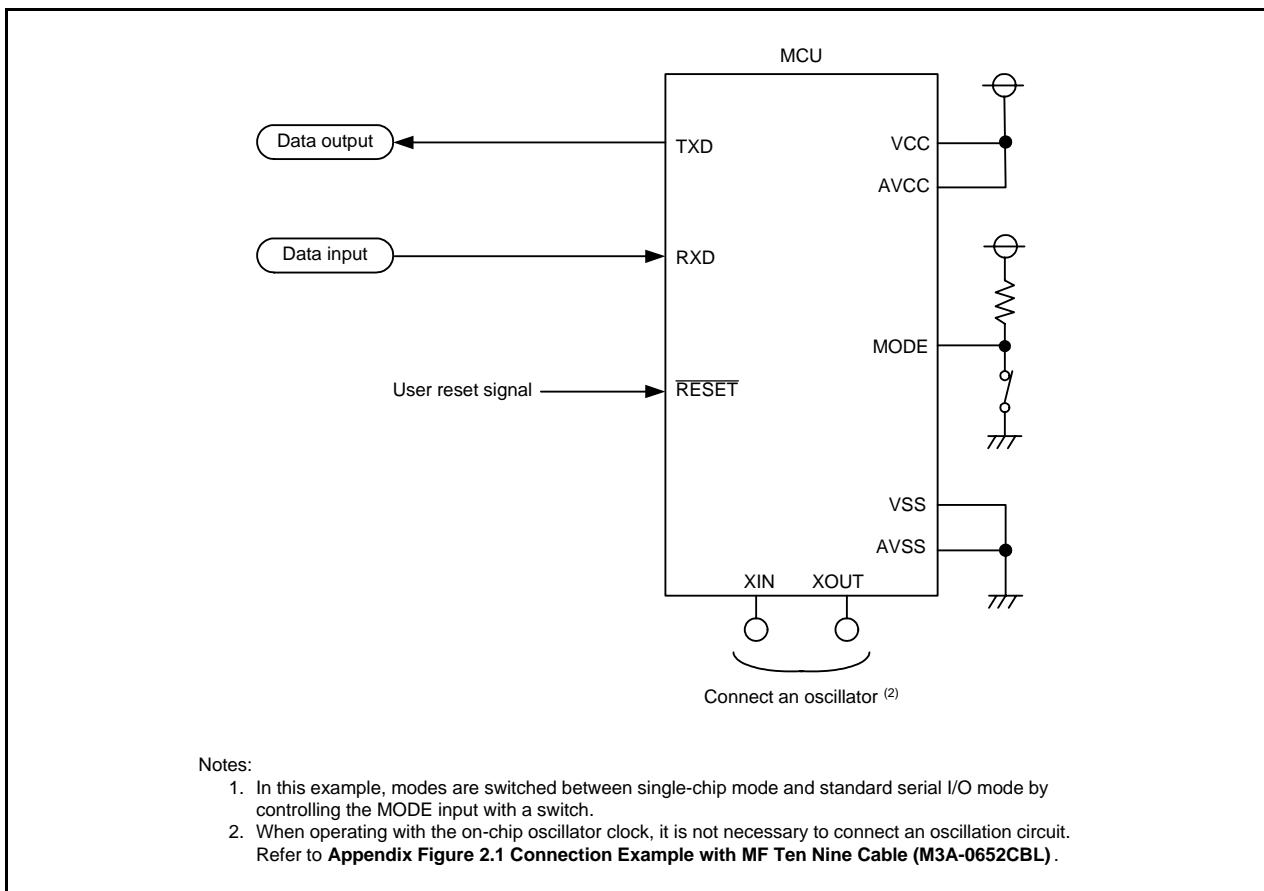 MCU
Data output
TXD
VCC
AVCC
Data input
RXD
MODE
User reset signal
RESET
VSS
AVSS
XIN XOUT
Connect an oscillator (2)
Notes:
1. In this example, modes are switched between single-chip mode and standard serial I/O mode by
controlling the MODE input with a switch.
2. When operating with the on-chip oscillator clock, it is not necessary to connect an oscillation circuit.
Refer to Appendix Figure 2.1 Connection Example with MF Ten Nine Cable (M3A-0652CBL) .